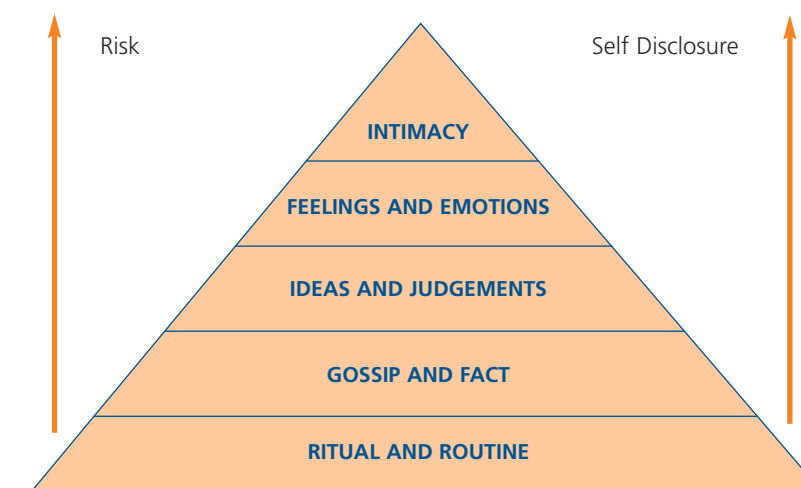 Risk
Self Disclosure
INTIMACY
FEELINGS AND EMOTIONS
IDEAS AND JUDGEMENTS
GOSSIP AND FACT
RITUAL AND ROUTINE